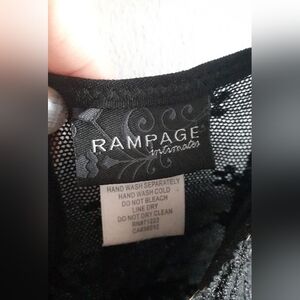 RAMPAGE
intimates
HAND WASH SEPARATELY
HAND WASH COLD
DO NOT BLEACH
LINE DRY
DO NOT DRY CLEAN